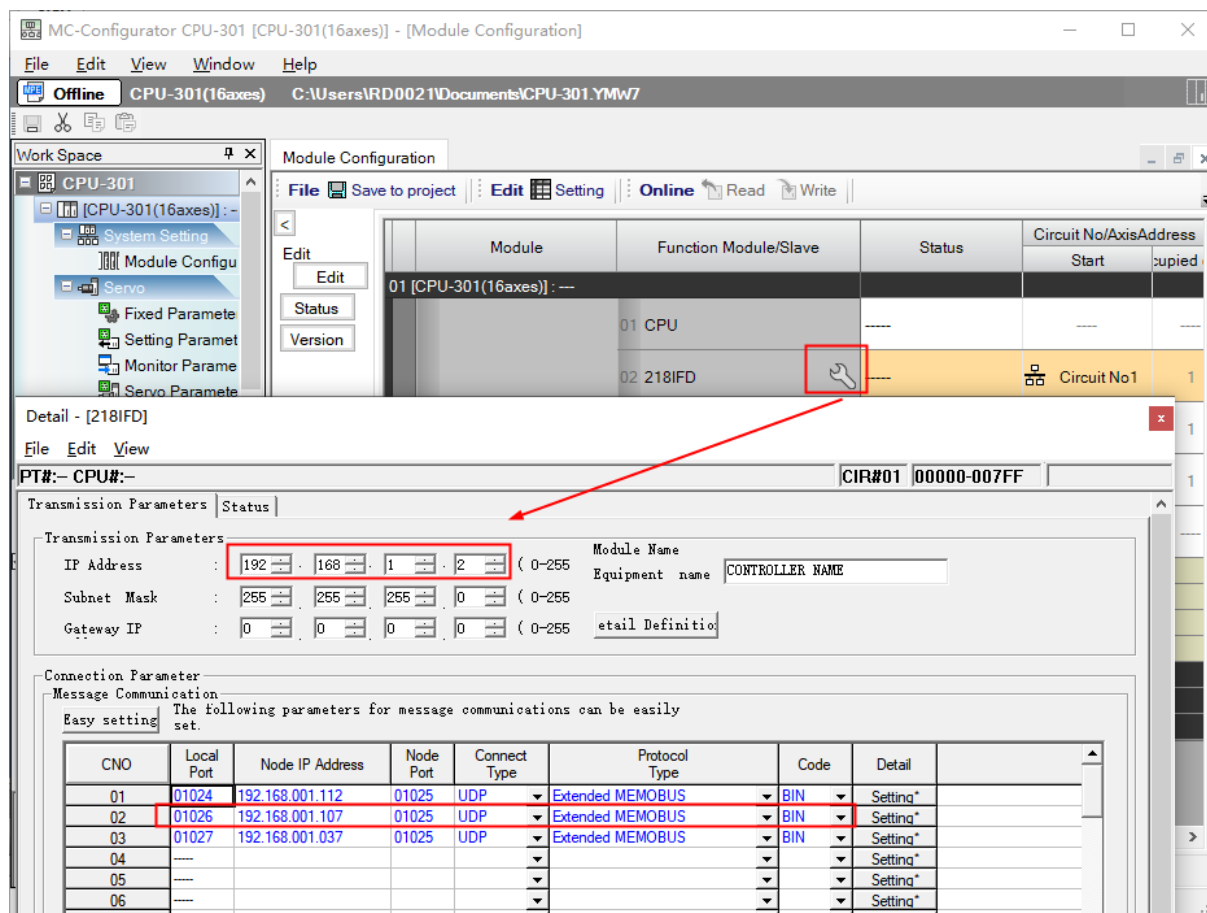 MC-Configurator CPU-301 [CPU-301(16axes)] - [Module Configuration]
File Edit View Window Help
Offline CPU-301(16axes) C:\Users\RD0021\Documents\CPU-301.YMW7
Work Space
Module Configuration
CPU-301
File Save to project Edit Setting Online Read Write
[CPU-301(16axes)] : --
System Setting
Module Configu
Servo
Fixed Paramete
Setting Paramet
Monitor Parame
Servo Paramete
<
Edit
Edit
Status
Version
Module Function Module/Slave Status Circuit No/AxisAddress
Start cupied
01 [CPU-301(16axes)] : ---
01 CPU ----- ---- ----
02 218IFD ----- Circuit No1 1
1
1
----
Detail - [218IFD]
File Edit View
PT#:-- CPU#:-- CIR#01 00000-007FF
Transmission Parameters Status
Transmission Parameters
IP Address : 192 . 168 . 1 . 2 ( 0-255
Subnet Mask : 255 . 255 . 255 . 0 ( 0-255
Gateway IP : 0 . 0 . 0 . 0 ( 0-255
Module Name
Equipment name CONTROLLER NAME
etail Definitio
Connection Parameter
Message Communication
Easy setting The following parameters for message communications can be easily
set.
CNO Local Port Node IP Address Node Port Connect Type Protocol Type Code Detail
01 01024 192.168.001.112 01025 UDP Extended MEMOBUS BIN Setting*
02 01026 192.168.001.107 01025 UDP Extended MEMOBUS BIN Setting*
03 01027 192.168.001.037 01025 UDP Extended MEMOBUS BIN Setting*
04 ----- Setting*
05 ----- Setting*
06 ----- Setting*